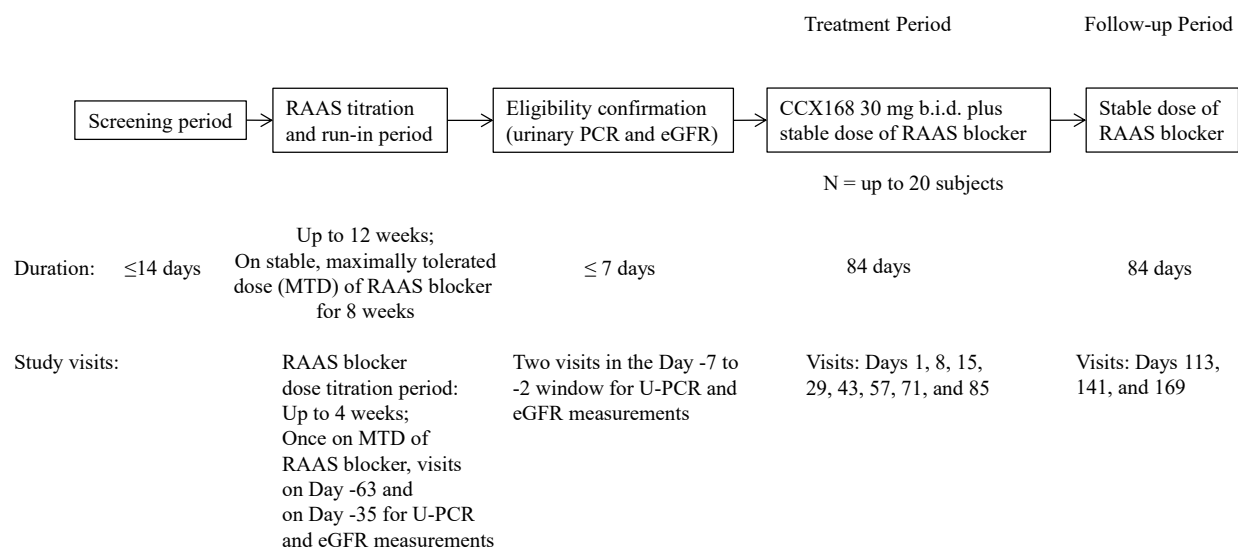 Treatment Period
Follow-up Period
Screening period
RAAS titration
and run-in period
Eligibility confirmation
(urinary PCR and eGFR)
CCX168 30 mg b.i.d. plus
stable dose of RAAS blocker
Stable dose of
RAAS blocker
N = up to 20 subjects
Duration:
≤14 days
Up to 12 weeks;
On stable, maximally tolerated
dose (MTD) of RAAS blocker
for 8 weeks
≤ 7 days
84 days
84 days
Study visits:
RAAS blocker
dose titration period:
Up to 4 weeks;
Once on MTD of
RAAS blocker, visits
on Day -63 and
on Day -35 for U-PCR
and eGFR measurements
Two visits in the Day -7 to
-2 window for U-PCR and
eGFR measurements
Visits: Days 1, 8, 15,
29, 43, 57, 71, and 85
Visits: Days 113,
141, and 169